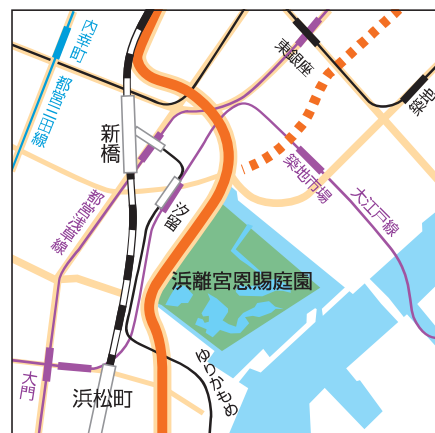 内幸町
都営三田線
東銀座
築地
新橋
築地市場
汐留
大江戸線
都営浅草線
浜離宮恩賜庭園
ゆりかもめ
大門
浜松町